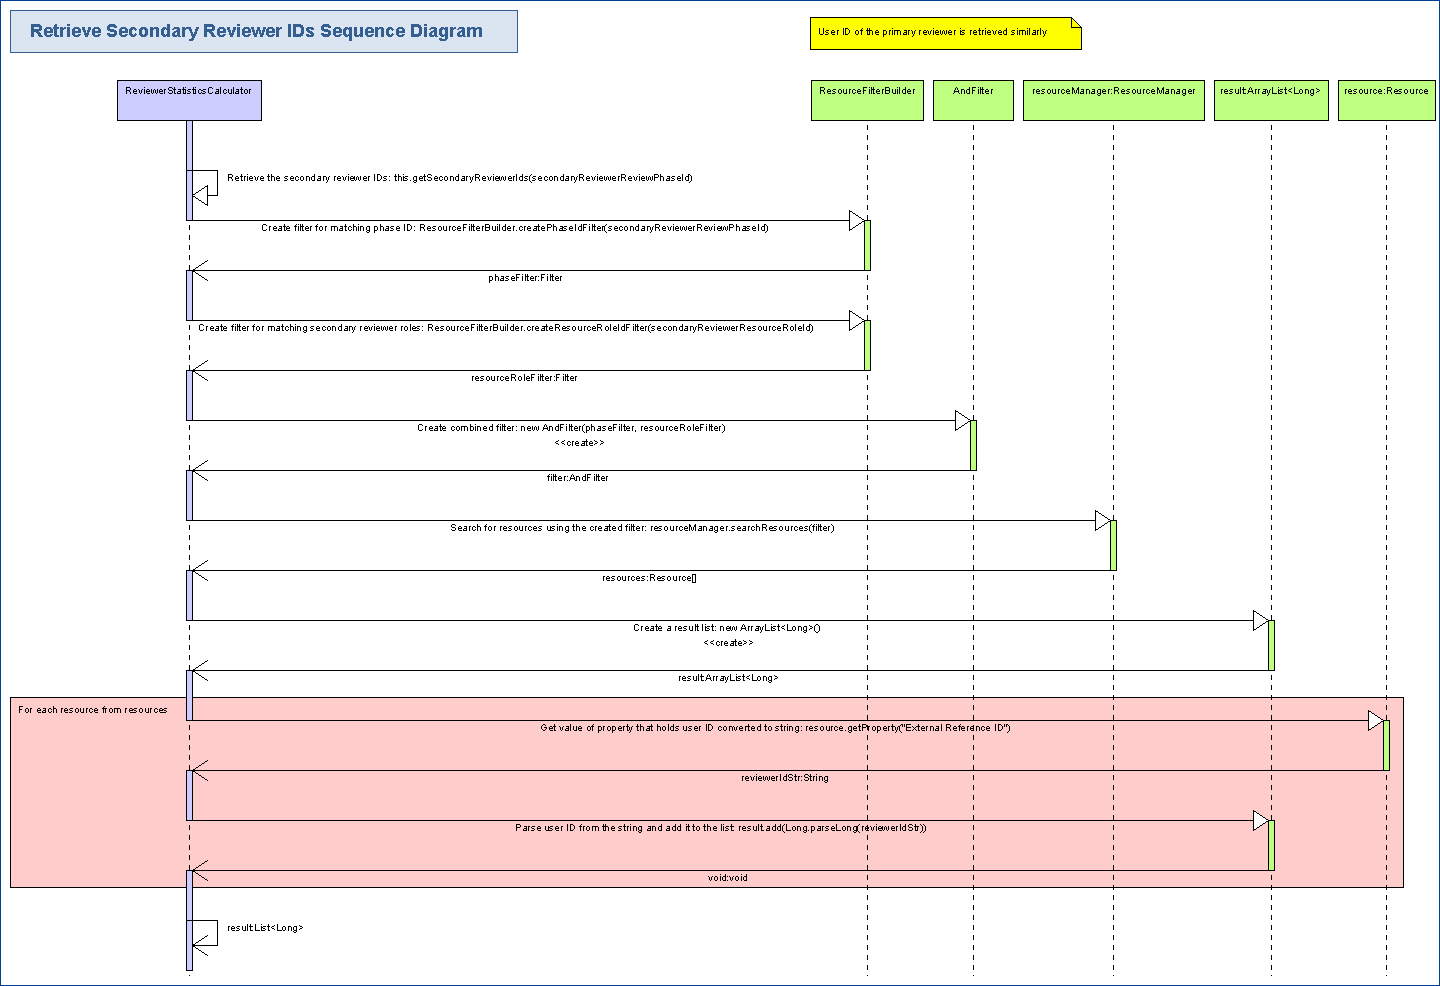 Retrieve Secondary Reviewer IDs Sequence Diagram
User ID of the primary reviewer is retrieved similarly
ReviewerStatisticsCalculator
ResourceFilterBuilder
AndFilter
resourceManager:ResourceManager
result:ArrayList<Long>
resource:Resource
Retrieve the secondary reviewer IDs: this.getSecondaryReviewerIds(secondaryReviewerReviewPhaseId)
Create filter for matching phase ID: ResourceFilterBuilder.createPhaseIdFilter(secondaryReviewerReviewPhaseId)
phaseFilter:Filter
Create filter for matching secondary reviewer roles: ResourceFilterBuilder.createResourceRoleIdFilter(secondaryReviewerResourceRoleId)
resourceRoleFilter:Filter
Create combined filter: new AndFilter(phaseFilter, resourceRoleFilter)
<<create>>
filter:AndFilter
Search for resources using the created filter: resourceManager.searchResources(filter)
resources:Resource[]
Create a result list: new ArrayList<Long>()
<<create>>
result:ArrayList<Long>
For each resource from resources
Get value of property that holds user ID converted to string: resource.getProperty("External Reference ID")
reviewerIdStr:String
Parse user ID from the string and add it to the list: result.add(Long.parseLong(reviewerIdStr))
void:void
result:List<Long>